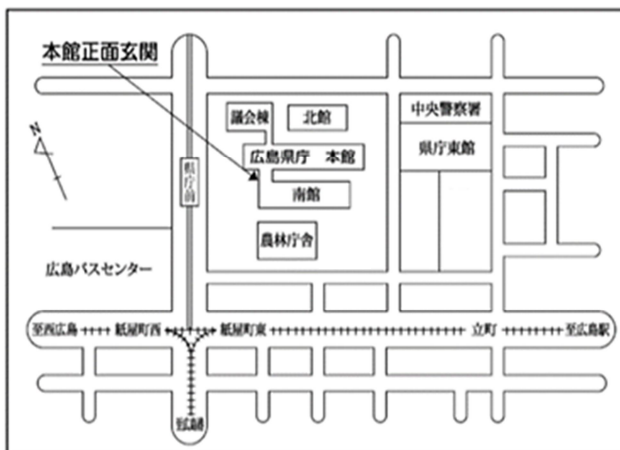 本館正面玄関
N
議会棟
北館
中央警察署
広島県庁 本館
県庁東館
県庁前
南館
農林庁舎
広島バスセンター
至西広島
紙屋町西
紙屋町東
立町
至広島駅